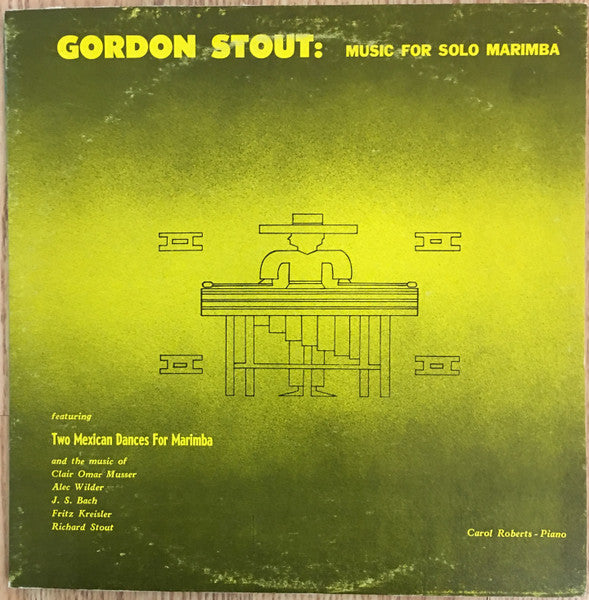 GORDON STOUT: MUSIC FOR SOLO MARIMBA
featuring
Two Mexican Dances For Marimba
and the music of
Clair Omar Musser
Alec Wilder
J. S. Bach
Fritz Kreisler
Richard Stout
Carol Roberts - Piano